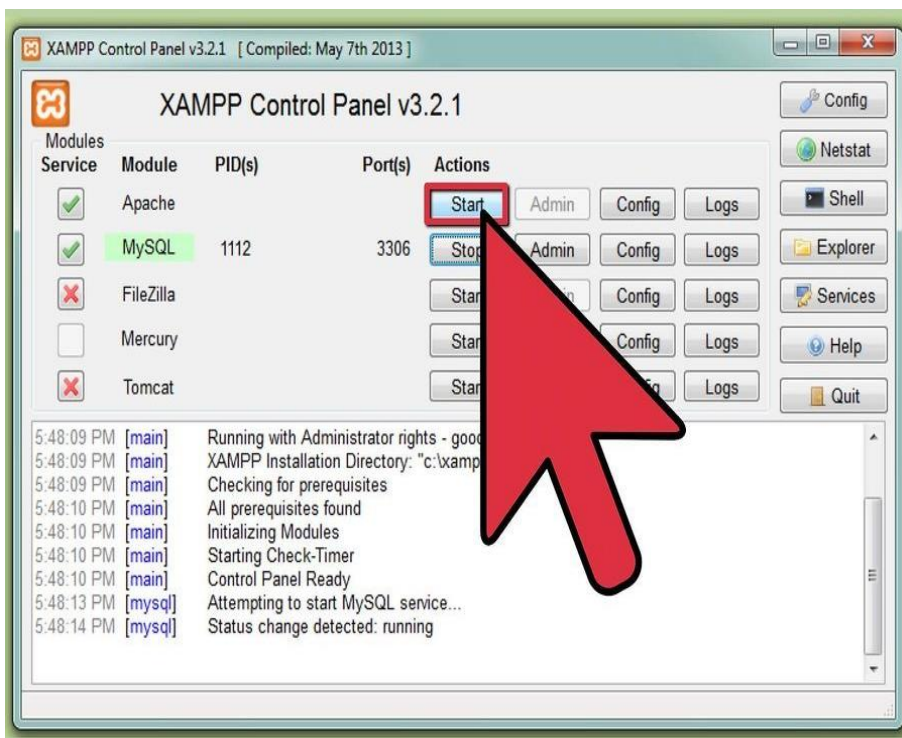 XAMPP Control Panel v3.2.1 [ Compiled: May 7th 2013 ]
XAMPP Control Panel v3.2.1
Config
Modules
Service Module PID(s) Port(s) Actions
Netstat
Apache Start Admin Config Logs
Shell
MySQL 1112 3306 Stop Admin Config Logs
Explorer
FileZilla Config Logs
Services
Mercury Config Logs
Help
Tomcat Logs
Quit
5:48:09 PM [main] Running with Administrator rights - good
5:48:09 PM [main] XAMPP Installation Directory: "c:\xamp
5:48:09 PM [main] Checking for prerequisites
5:48:10 PM [main] All prerequisites found
5:48:10 PM [main] Initializing Modules
5:48:10 PM [main] Starting Check-Timer
5:48:10 PM [main] Control Panel Ready
5:48:13 PM [mysql] Attempting to start MySQL service...
5:48:14 PM [mysql] Status change detected: running